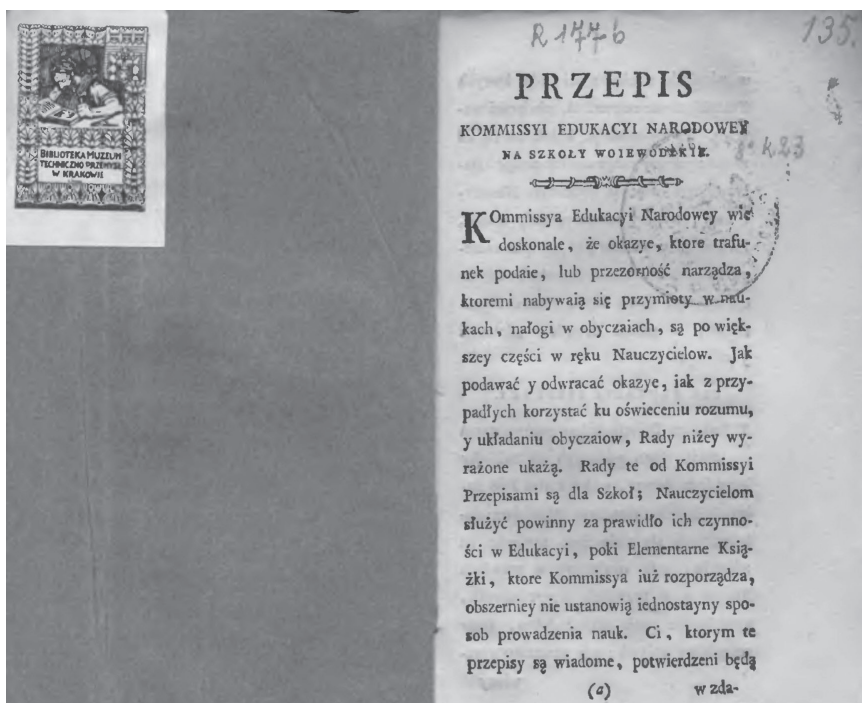 BIBLIOTEKA MUZEUM
TECHNICZNO PRZEMYSŁ.
W KRAKOWIE
R 1776
135.
PRZEPIS
KOMMISSYI EDUKACYI NARODOWEY
NA SZKOŁY WOIEWODZKIE.
KOmmissya Edukacyi Narodowey wie
doskonale, że okazye, ktore trafu-
nek podaie, lub przezorność narządza,
ktoremi nabywaią się przymioty w nau-
kach, nałogi w obyczaiach, są po więk-
szey części w ręku Nauczycielow. Jak
podawać y odwracać okazye, iak z przy-
padłych korzystać ku oświeceniu rozumu,
y układaniu obyczaiow, Rady niżey wy-
rażone ukażą. Rady te od Kommissyi
Przepisami są dla Szkoł; Nauczycielom
służyć powinny za prawidło ich czynno-
ści w Edukacyi, poki Elementarne Ksią-
żki, ktore Kommissya iuż rozporządza,
obszerniey nie ustanowią iednostayny spo-
sob prowadzenia nauk. Ci, ktorym te
przepisy są wiadome, potwierdzeni będą
(a) w zda-